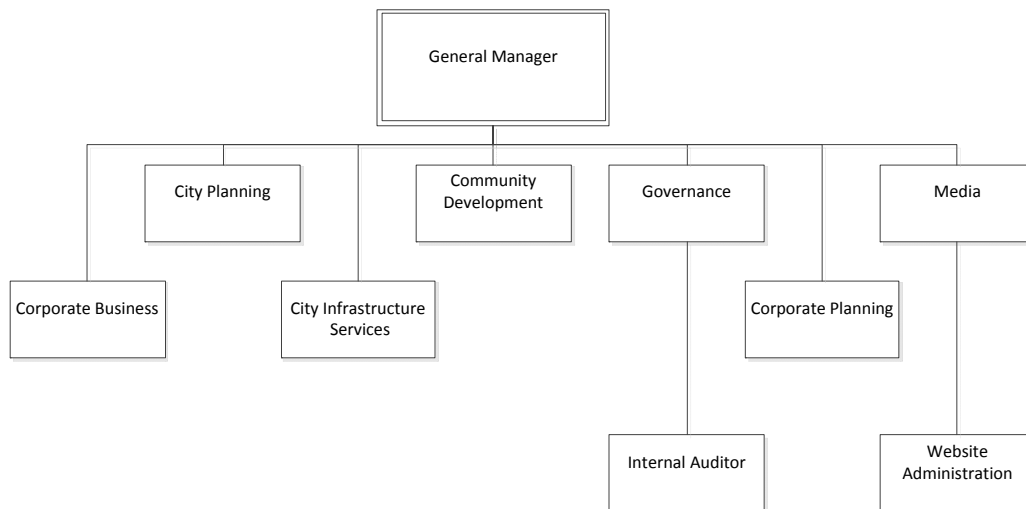 General Manager
City Planning
Community
Development
Governance
Media
Corporate Business
City Infrastructure
Services
Corporate Planning
Internal Auditor
Website
Administration